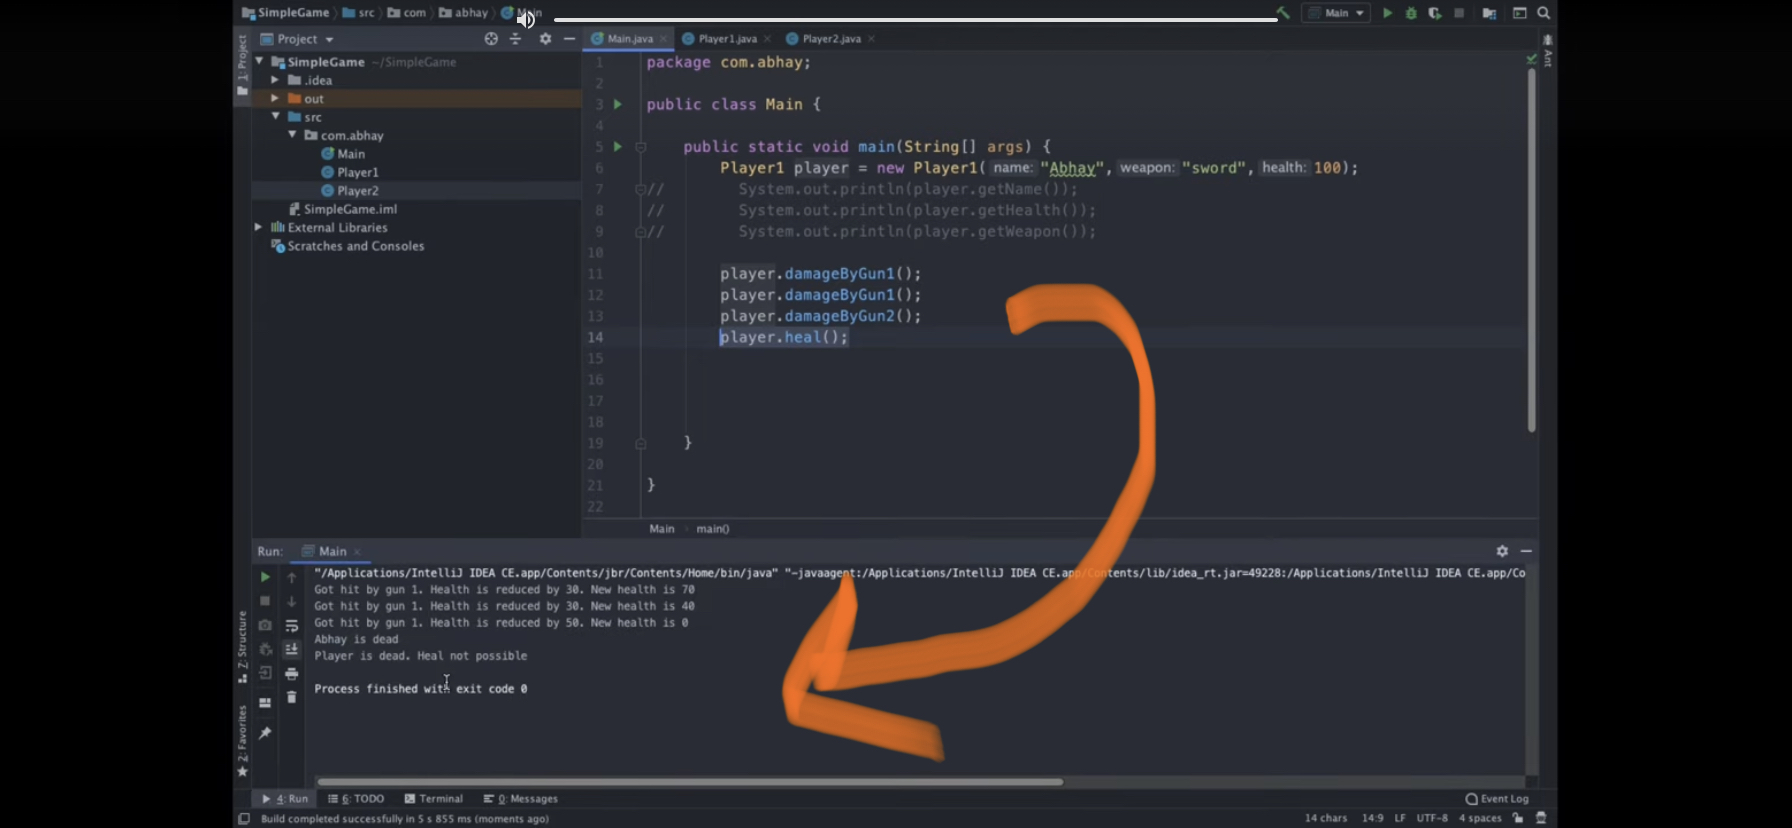 SimpleGame src com abhay
Main
Project
Main.java Player1.java Player2.java
1: Project
Ant
SimpleGame ~/SimpleGame
.idea
out
src
com.abhay
Main
Player1
Player2
SimpleGame.iml
External Libraries
Scratches and Consoles
1 package com.abhay;
2
3 public class Main {
4
5 public static void main(String[] args) {
6 Player1 player = new Player1( name: "Abhay", weapon: "sword", health: 100);
7 // System.out.println(player.getName());
8 // System.out.println(player.getHealth());
9 // System.out.println(player.getWeapon());
10
11 player.damageByGun1();
12 player.damageByGun1();
13 player.damageByGun2();
14 player.heal();
15
16
17
18
19 }
20
21 }
22
Main main()
Run: Main
"/Applications/IntelliJ IDEA CE.app/Contents/jbr/Contents/Home/bin/java" "-javaagent:/Applications/IntelliJ IDEA CE.app/Contents/lib/idea_rt.jar=49228:/Applications/IntelliJ IDEA CE.app/Co
Got hit by gun 1. Health is reduced by 30. New health is 70
Got hit by gun 1. Health is reduced by 30. New health is 40
Got hit by gun 1. Health is reduced by 50. New health is 0
Abhay is dead
Player is dead. Heal not possible
Process finished with exit code 0
Z: Structure
2: Favorites
4: Run 6: TODO Terminal 0: Messages Event Log
Build completed successfully in 5 s 855 ms (moments ago) 14 chars 14:9 LF UTF-8 4 spaces